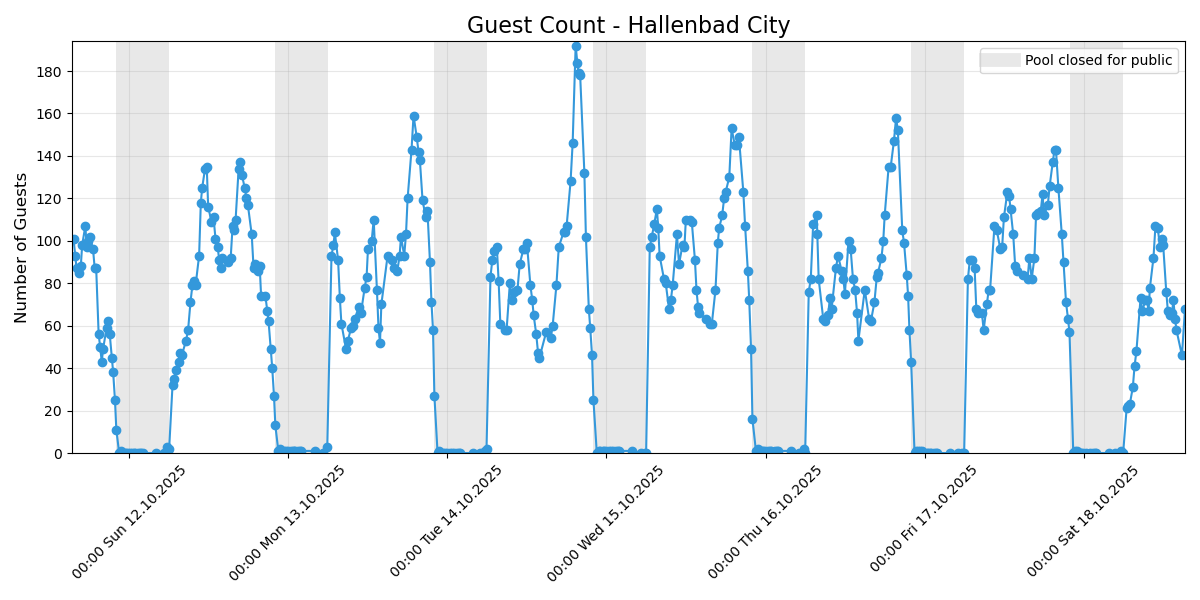 Guest Count - Hallenbad City
Pool closed for public
Number of Guests
180
160
140
120
100
80
60
40
20
0
00:00 Sun 12.10.2025
00:00 Mon 13.10.2025
00:00 Tue 14.10.2025
00:00 Wed 15.10.2025
00:00 Thu 16.10.2025
00:00 Fri 17.10.2025
00:00 Sat 18.10.2025